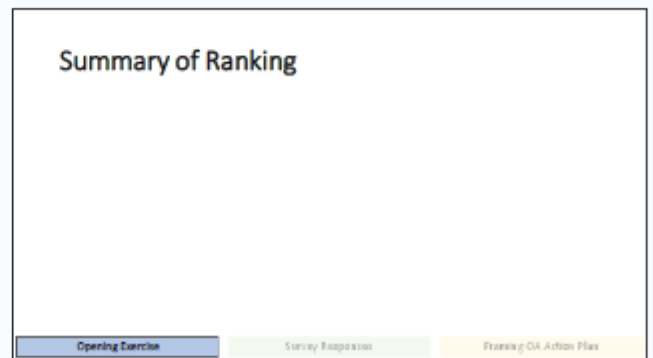 Summary of Ranking
Opening Exercise
Survey Responses
Framing OA Action Plan